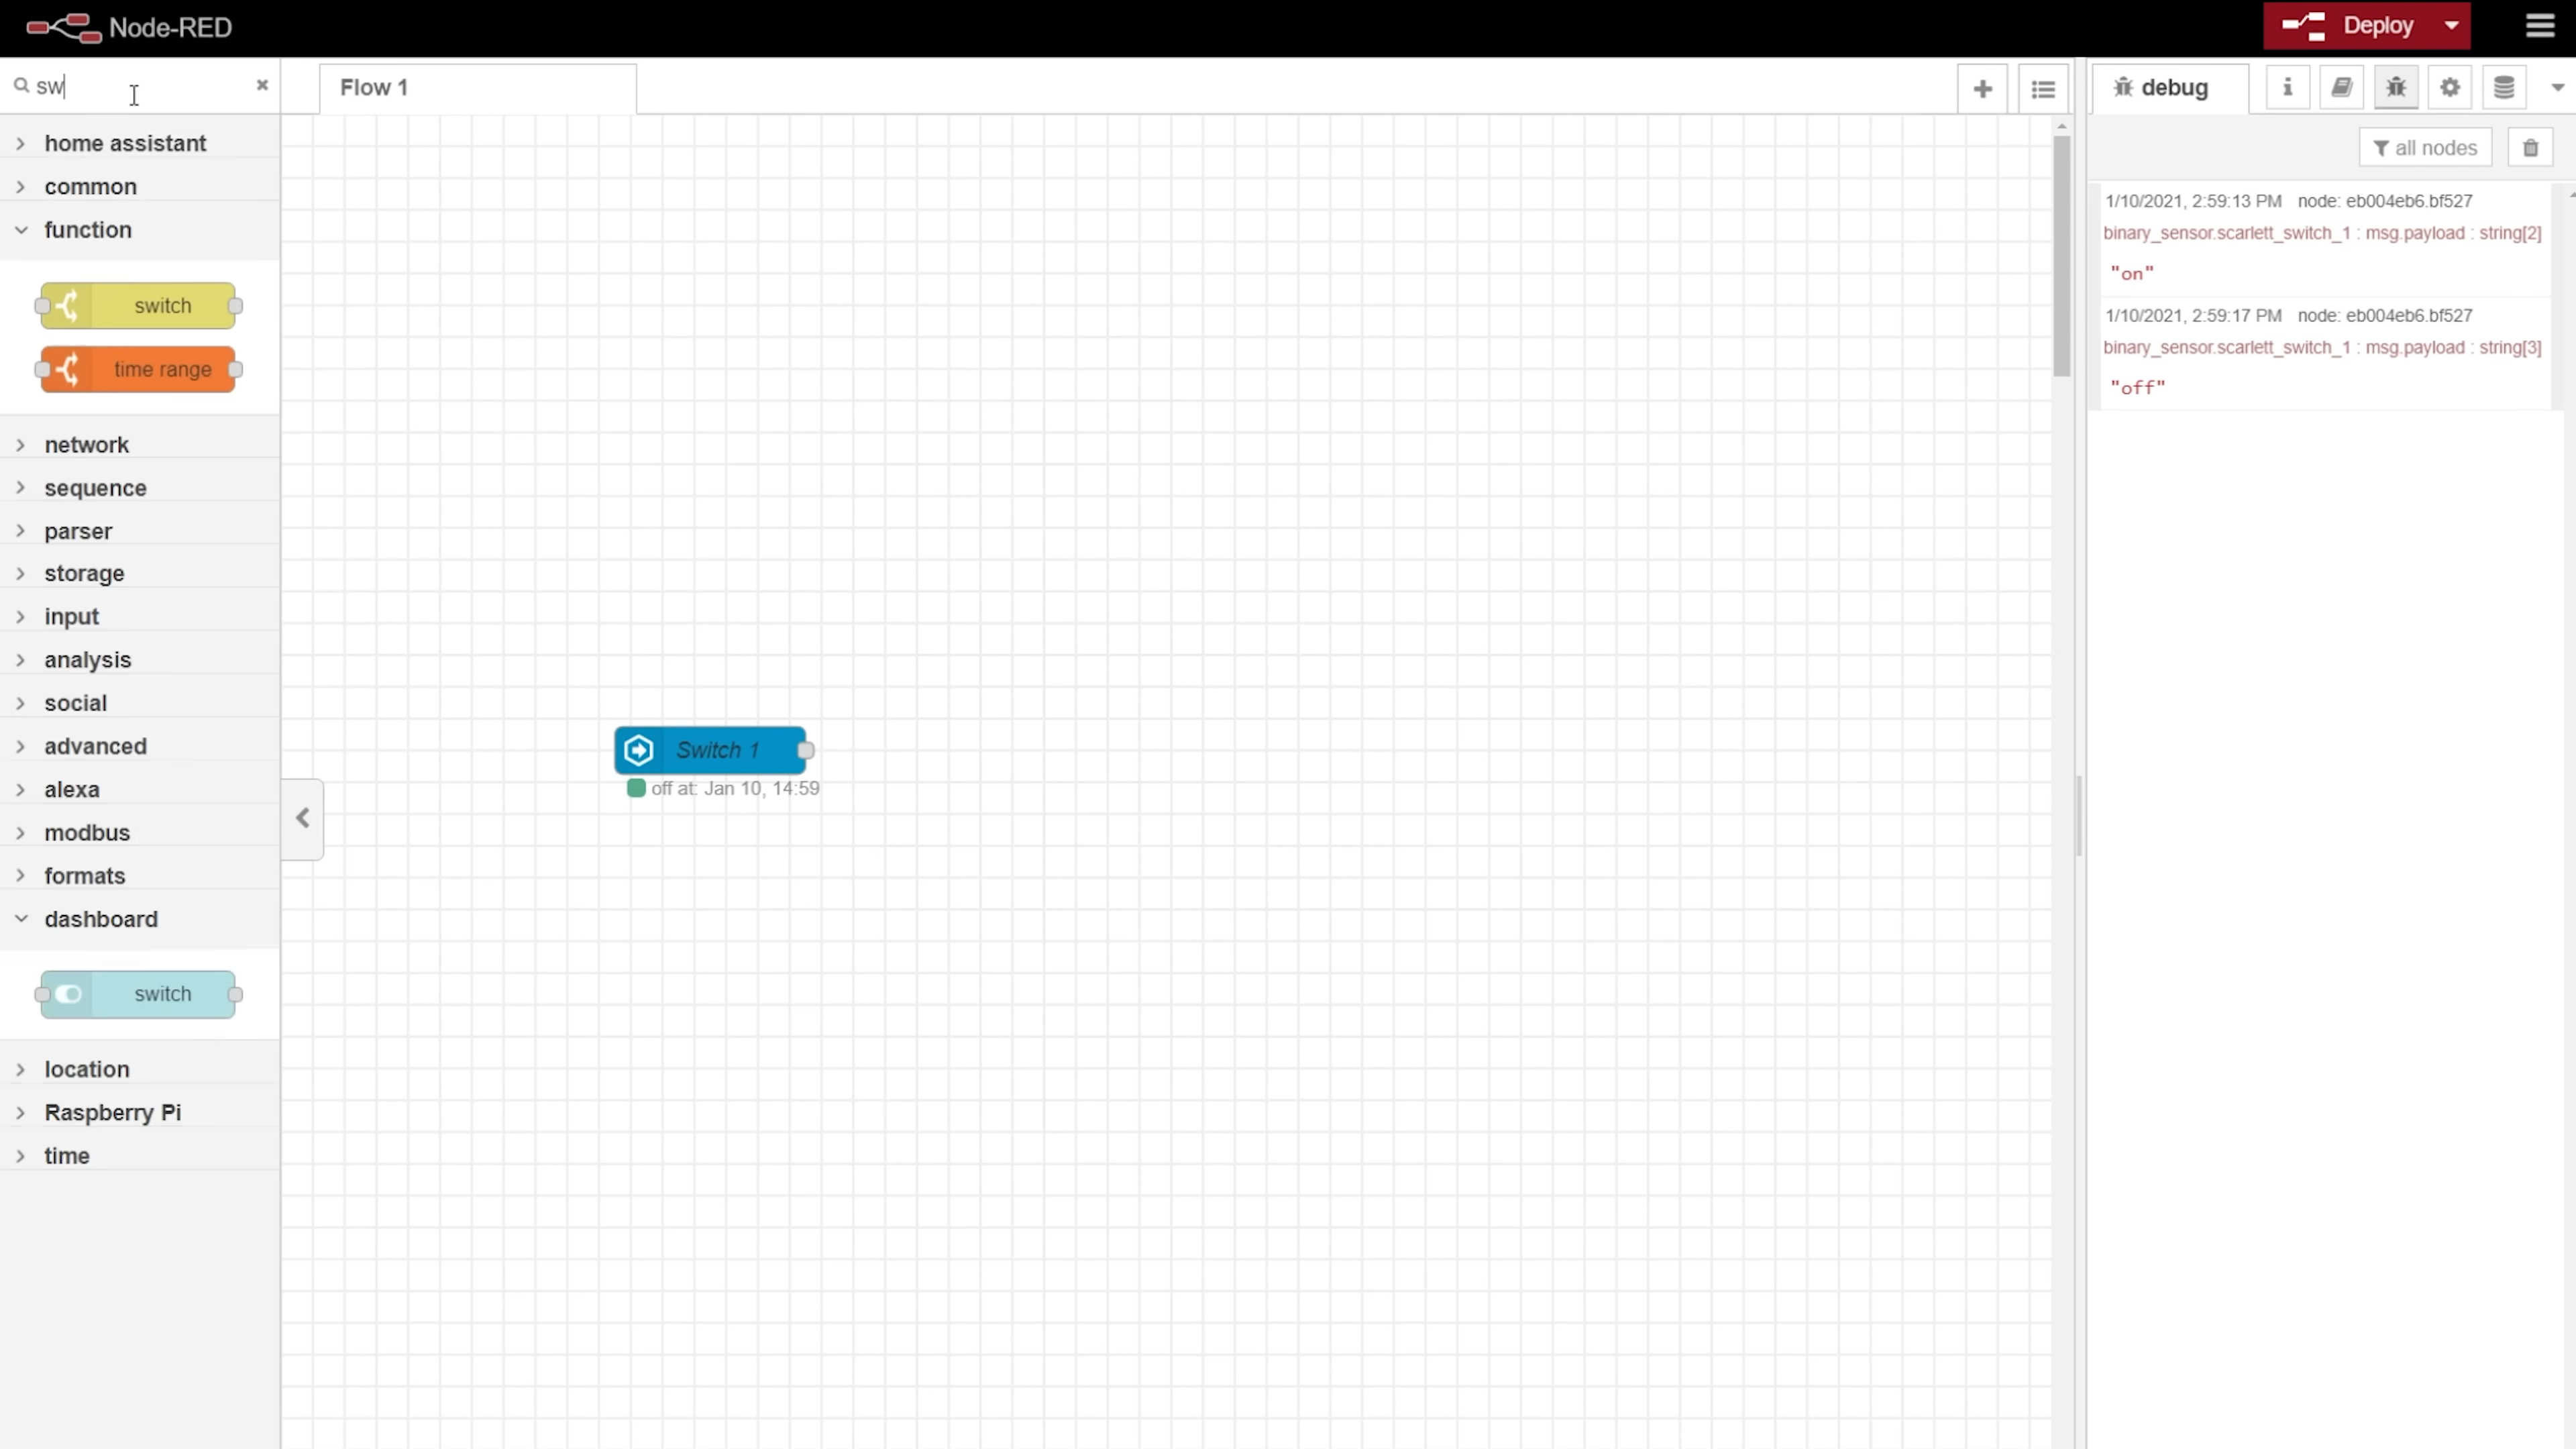 Node-RED
Deploy
sw
Flow 1
debug
all nodes
home assistant
common
function
switch
time range
network
sequence
parser
storage
input
analysis
social
advanced
alexa
modbus
formats
dashboard
switch
location
Raspberry Pi
time
Switch 1
off at: Jan 10, 14:59
1/10/2021, 2:59:13 PM node: eb004eb6.bf527
binary_sensor.scarlett_switch_1 : msg.payload : string[2]
"on"
1/10/2021, 2:59:17 PM node: eb004eb6.bf527
binary_sensor.scarlett_switch_1 : msg.payload : string[3]
"off"